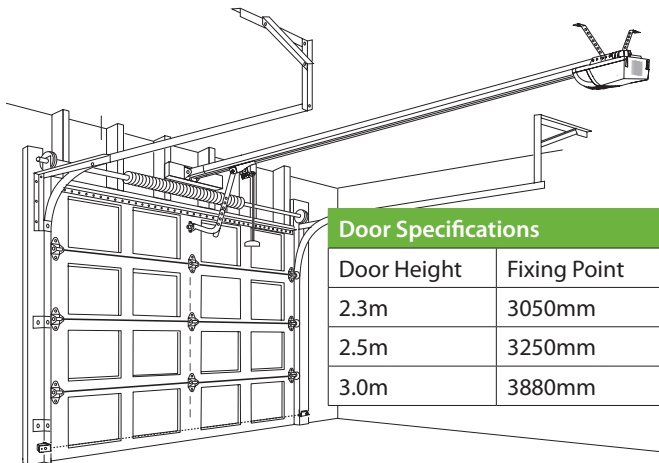 Door Specifications
Door Height Fixing Point
2.3m 3050mm
2.5m 3250mm
3.0m 3880mm